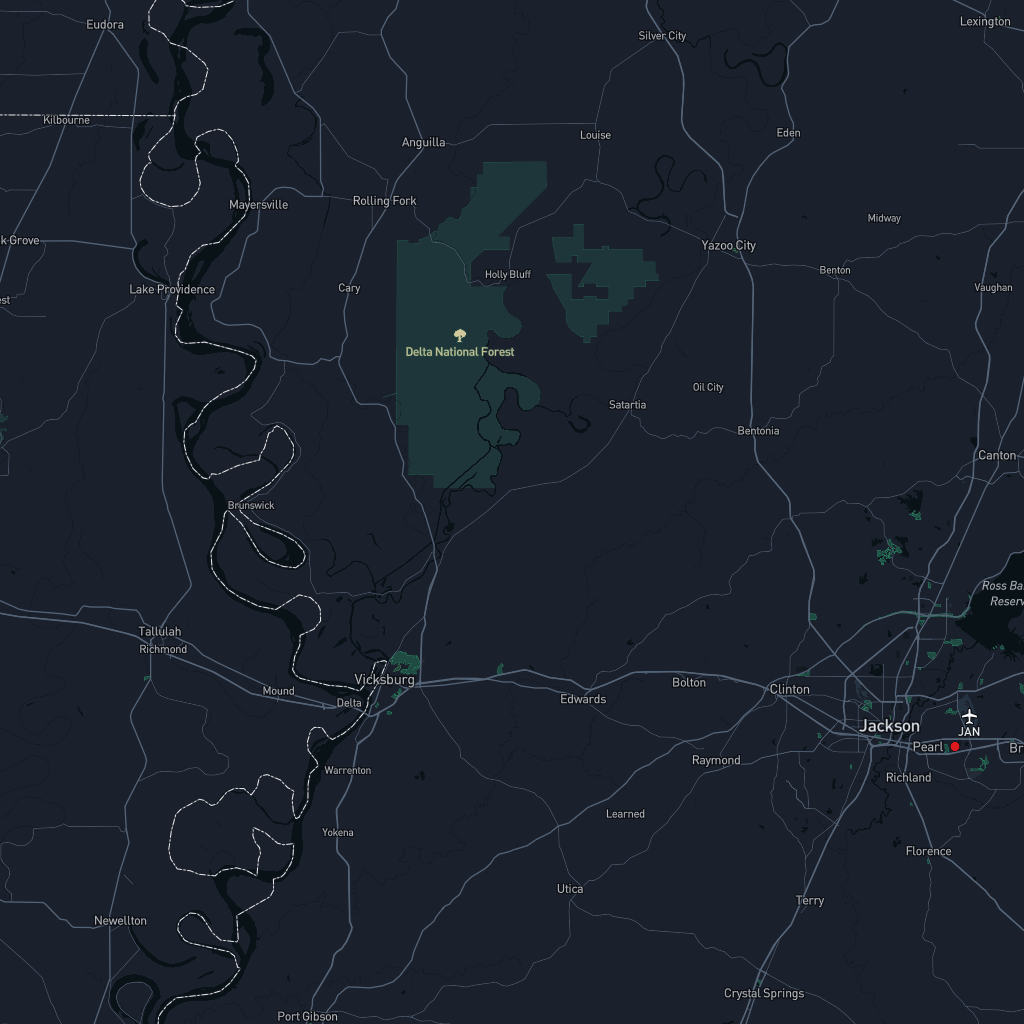 Eudora
Silver City
Lexington
Kilbourne
Anguilla
Louise
Eden
Mayersville
Rolling Fork
Midway
k Grove
Yazoo City
Holly Bluff
Benton
Lake Providence
Cary
Vaughan
est
Delta National Forest
Oil City
Satartia
Bentonia
Canton
Brunswick
Ross Ba
Reserv
Tallulah
Richmond
Vicksburg
Mound
Delta
Edwards
Bolton
Clinton
Jackson
JAN
Pearl
Br
Raymond
Warrenton
Richland
Learned
Yokena
Florence
Utica
Terry
Newellton
Crystal Springs
Port Gibson